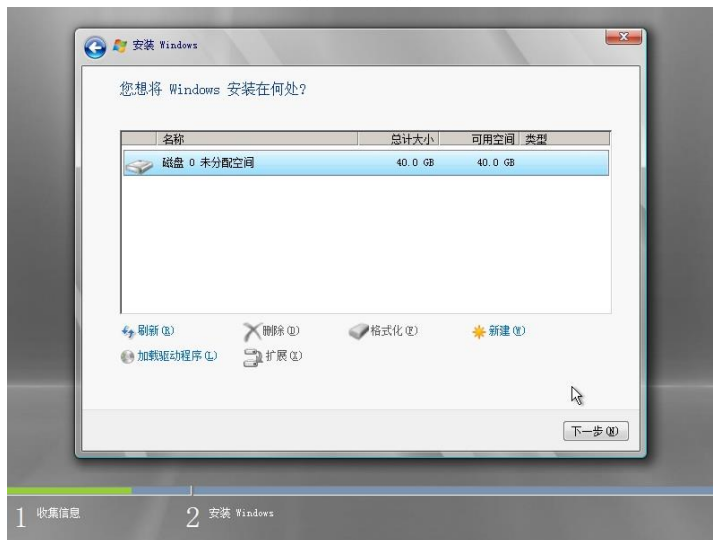 安装 Windows
您想将 Windows 安装在何处?
名称 总计大小 可用空间 类型
磁盘 0 未分配空间 40.0 GB 40.0 GB
刷新(R) 删除(D) 格式化(F) 新建(W)
加载驱动程序(L) 扩展(X)
下一步(N)
1 收集信息 2 安装 Windows